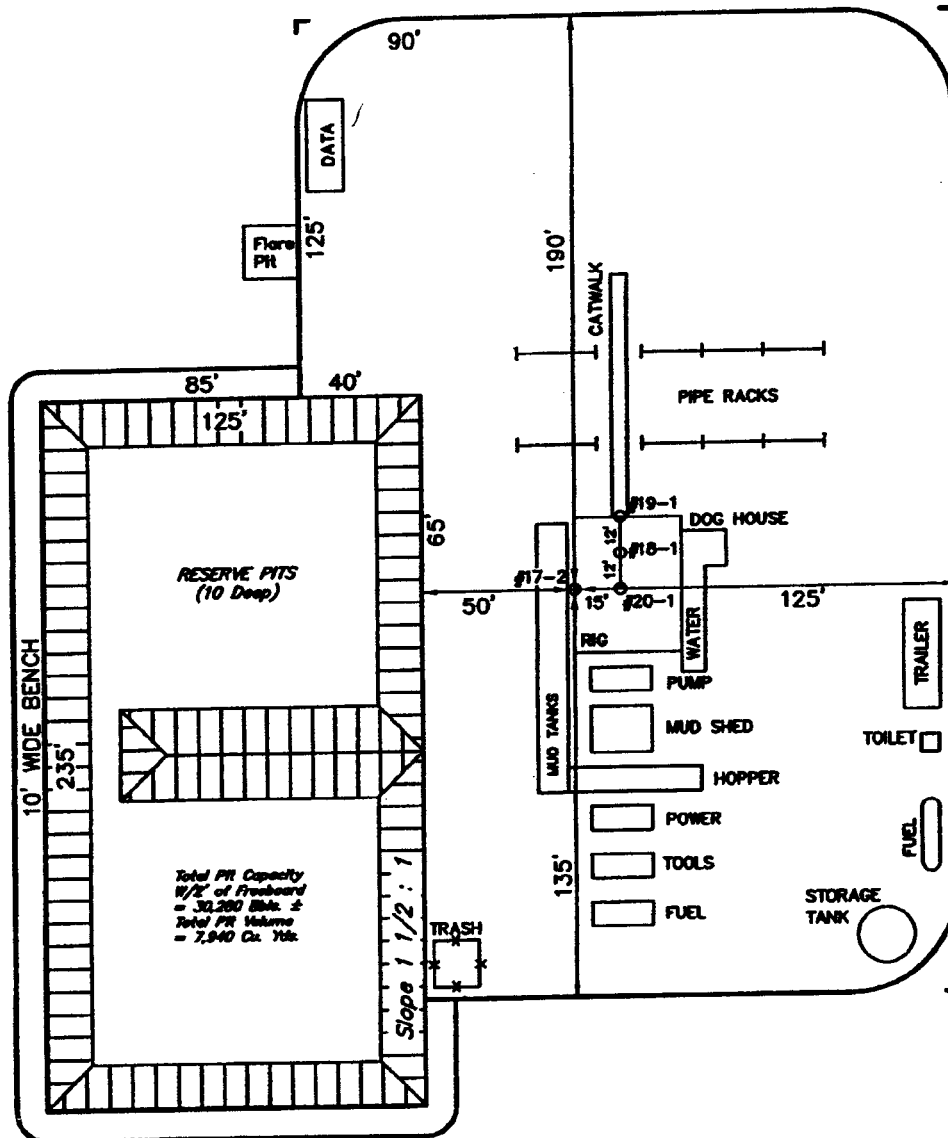 90'
DATA
Flare
Pit
125'
190'
CATWALK
85'
40'
125'
PIPE RACKS
#19-1
DOG HOUSE
12'
#18-1
65'
RESERVE PITS
(10 Deep)
12'
#17-2
50'
15'
#20-1
125'
RIG
WATER
TRAILER
PUMP
10' WIDE BENCH
235'
MUD TANKS
MUD SHED
TOILET
HOPPER
POWER
FUEL
Total Pit Capacity
W/2' of Freeboard
= 30,280 Bbls. ±
Total Pit Volume
= 7,940 Cu. Yds.
Slope 1 1/2 : 1
135'
TOOLS
FUEL
STORAGE
TANK
TRASH